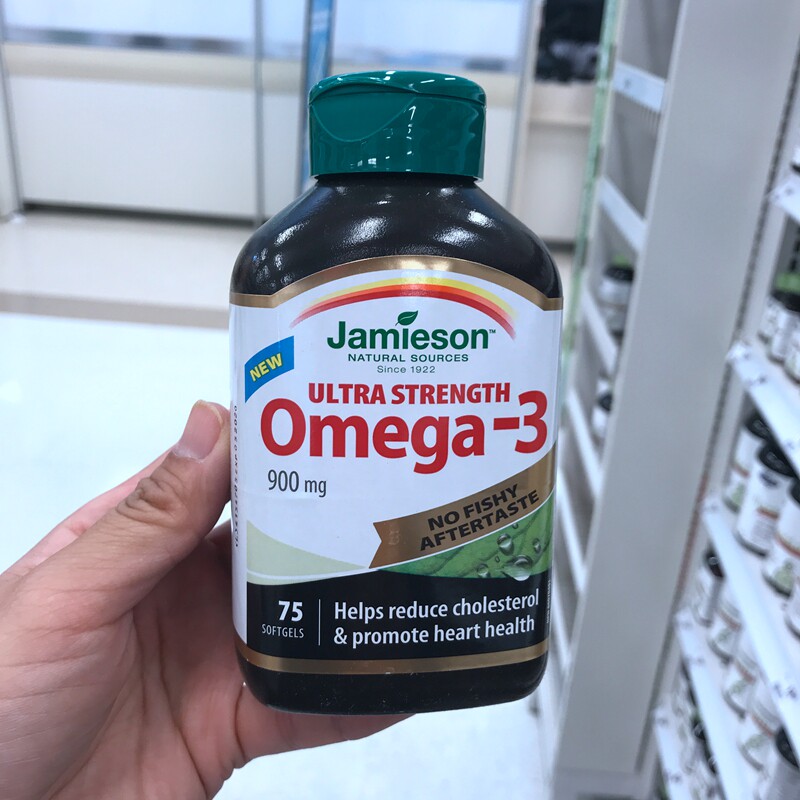 Jamieson™
NATURAL SOURCES
Since 1922
NEW
ULTRA STRENGTH
Omega-3
900 mg
NO FISHY
AFTERTASTE
75
SOFTGELS
Helps reduce cholesterol
& promote heart health